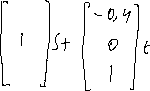 [ 1 ] S + [ -0,4 0 1 ] t